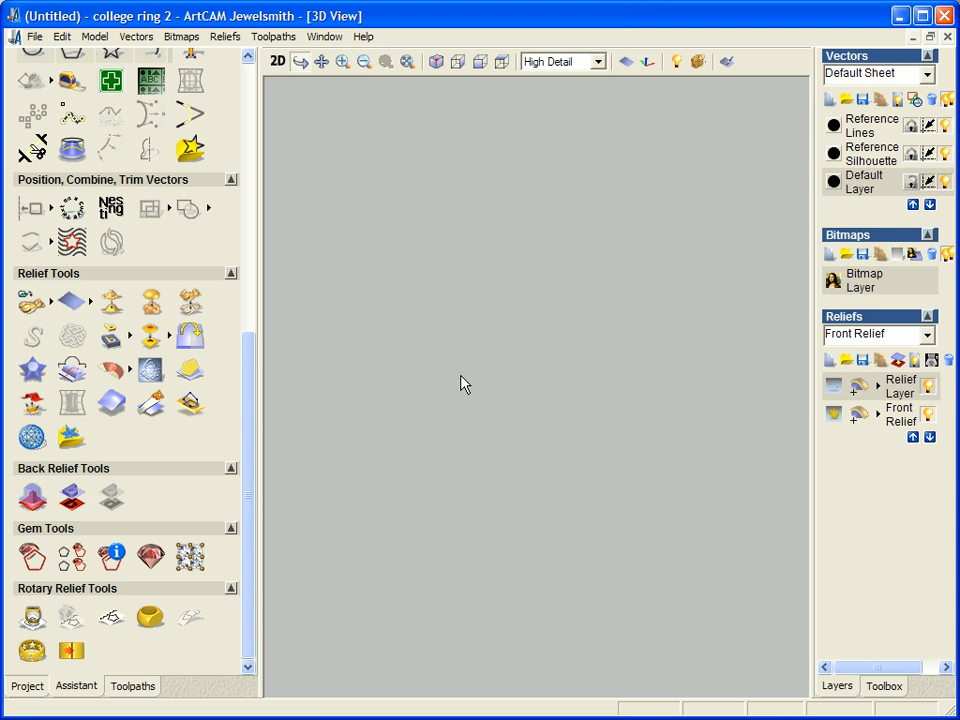 (Untitled) - college ring 2 - ArtCAM Jewelsmith - [3D View]
File Edit Model Vectors Bitmaps Reliefs Toolpaths Window Help
2D
High Detail
ABC
Position, Combine, Trim Vectors
Nes
ting
Relief Tools
Back Relief Tools
Gem Tools
Rotary Relief Tools
Project Assistant Toolpaths
Vectors
Default Sheet
Reference
Lines
Reference
Silhouette
Default
Layer
Bitmaps
Bitmap
Layer
Reliefs
Front Relief
Relief
Layer
Front
Relief
Layers Toolbox